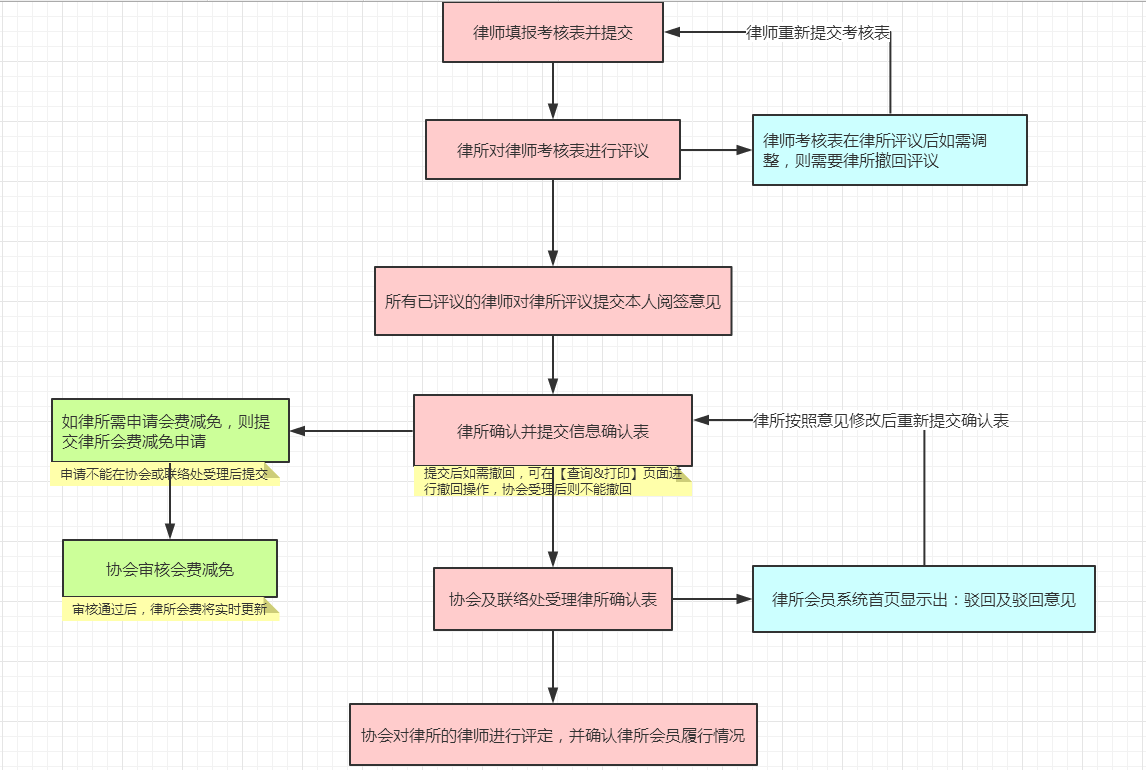 律师填报考核表并提交
律师重新提交考核表
律所对律师考核表进行评议
律师考核表在律所评议后如需调
整，则需要律所撤回评议
所有已评议的律师对律所评议提交本人阅签意见
如律所需申请会费减免，则提
交律所会费减免申请
申请不能在协会或联络处受理后提交
律所确认并提交信息确认表
提交后如需撤回，可在【查询&打印】页面进
行撤回操作，协会受理后则不能撤回
律所按照意见修改后重新提交确认表
协会审核会费减免
审核通过后，律所会费将实时更新
协会及联络处受理律所确认表
律所会员系统首页显示出：驳回及驳回意见
协会对律所的律师进行评定，并确认律所会员履行情况